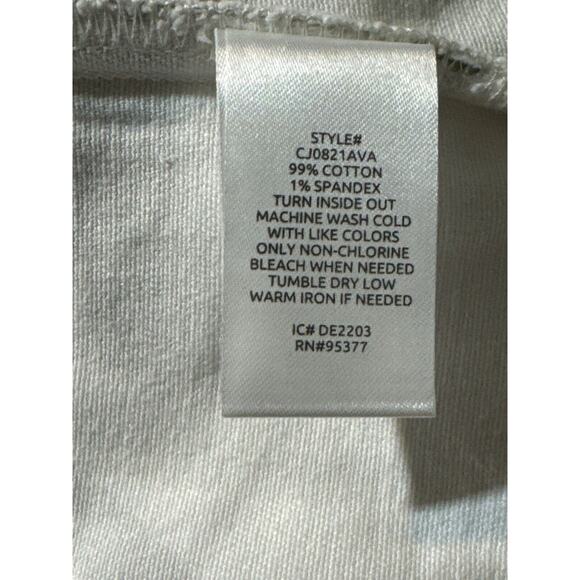 STYLE#
CJ0821AVA
99% COTTON
1% SPANDEX
TURN INSIDE OUT
MACHINE WASH COLD
WITH LIKE COLORS
ONLY NON-CHLORINE
BLEACH WHEN NEEDED
TUMBLE DRY LOW
WARM IRON IF NEEDED
IC# DE2203
RN#95377